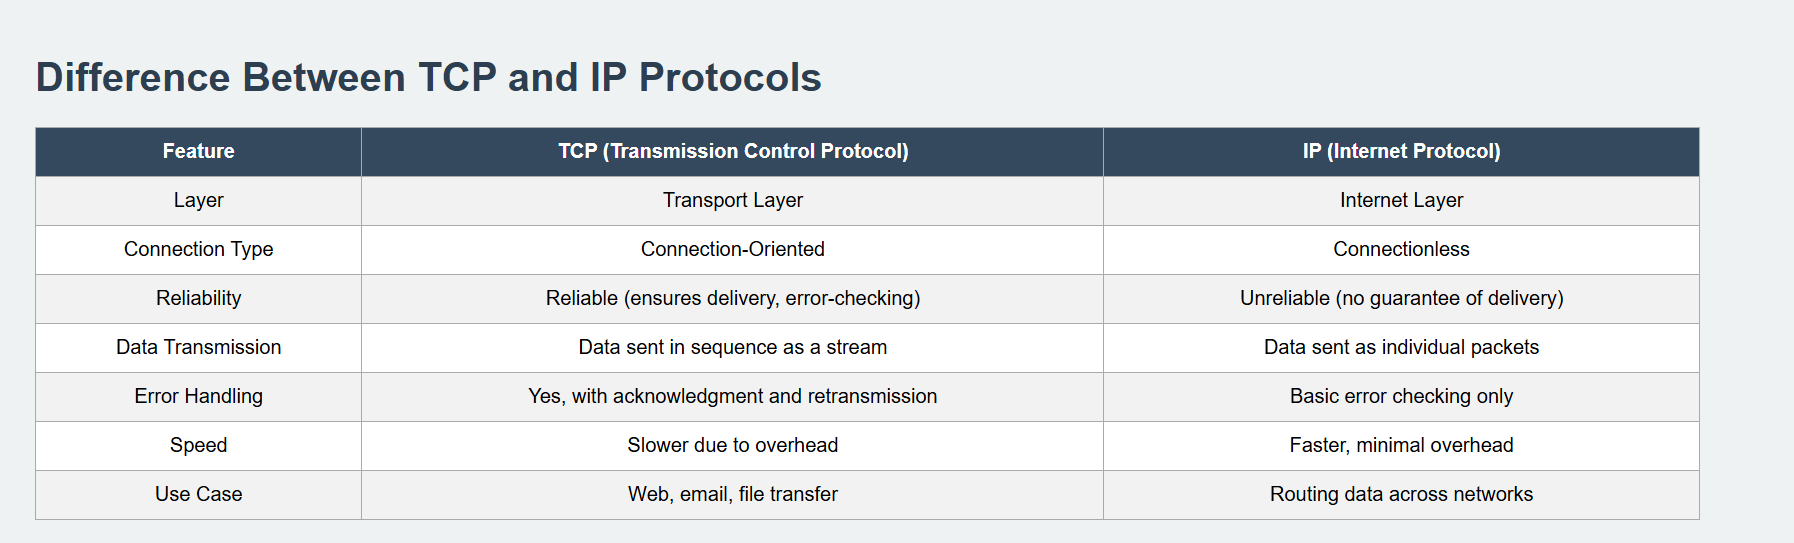 Difference Between TCP and IP Protocols
Feature TCP (Transmission Control Protocol) IP (Internet Protocol)
Layer Transport Layer Internet Layer
Connection Type Connection-Oriented Connectionless
Reliability Reliable (ensures delivery, error-checking) Unreliable (no guarantee of delivery)
Data Transmission Data sent in sequence as a stream Data sent as individual packets
Error Handling Yes, with acknowledgment and retransmission Basic error checking only
Speed Slower due to overhead Faster, minimal overhead
Use Case Web, email, file transfer Routing data across networks